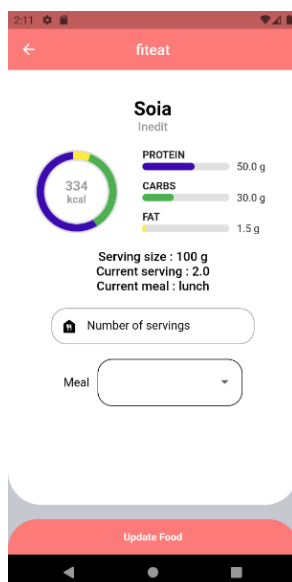 2:11
fiteat
Soia
Inedit
334
kcal
PROTEIN
50.0 g
CARBS
30.0 g
FAT
1.5 g
Serving size : 100 g
Current serving : 2.0
Current meal : lunch
Number of servings
Meal
Update Food